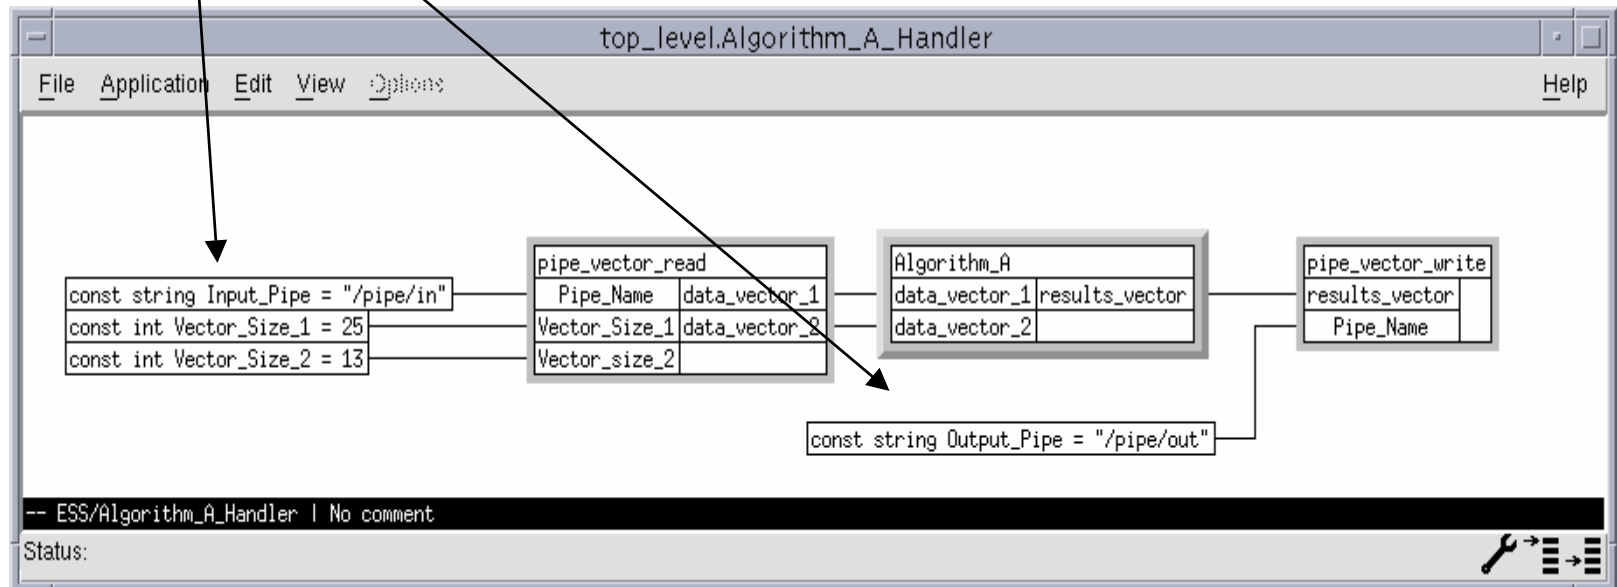 top_level.Algorithm_A_Handler
File Application Edit View Options Help
const string Input_Pipe = "/pipe/in"
const int Vector_Size_1 = 25
const int Vector_Size_2 = 13
pipe_vector_read
Pipe_Name data_vector_1
Vector_Size_1 data_vector_2
Vector_size_2
Algorithm_A
data_vector_1 results_vector
data_vector_2
pipe_vector_write
results_vector
Pipe_Name
const string Output_Pipe = "/pipe/out"
-- ESS/Algorithm_A_Handler | No comment
Status: